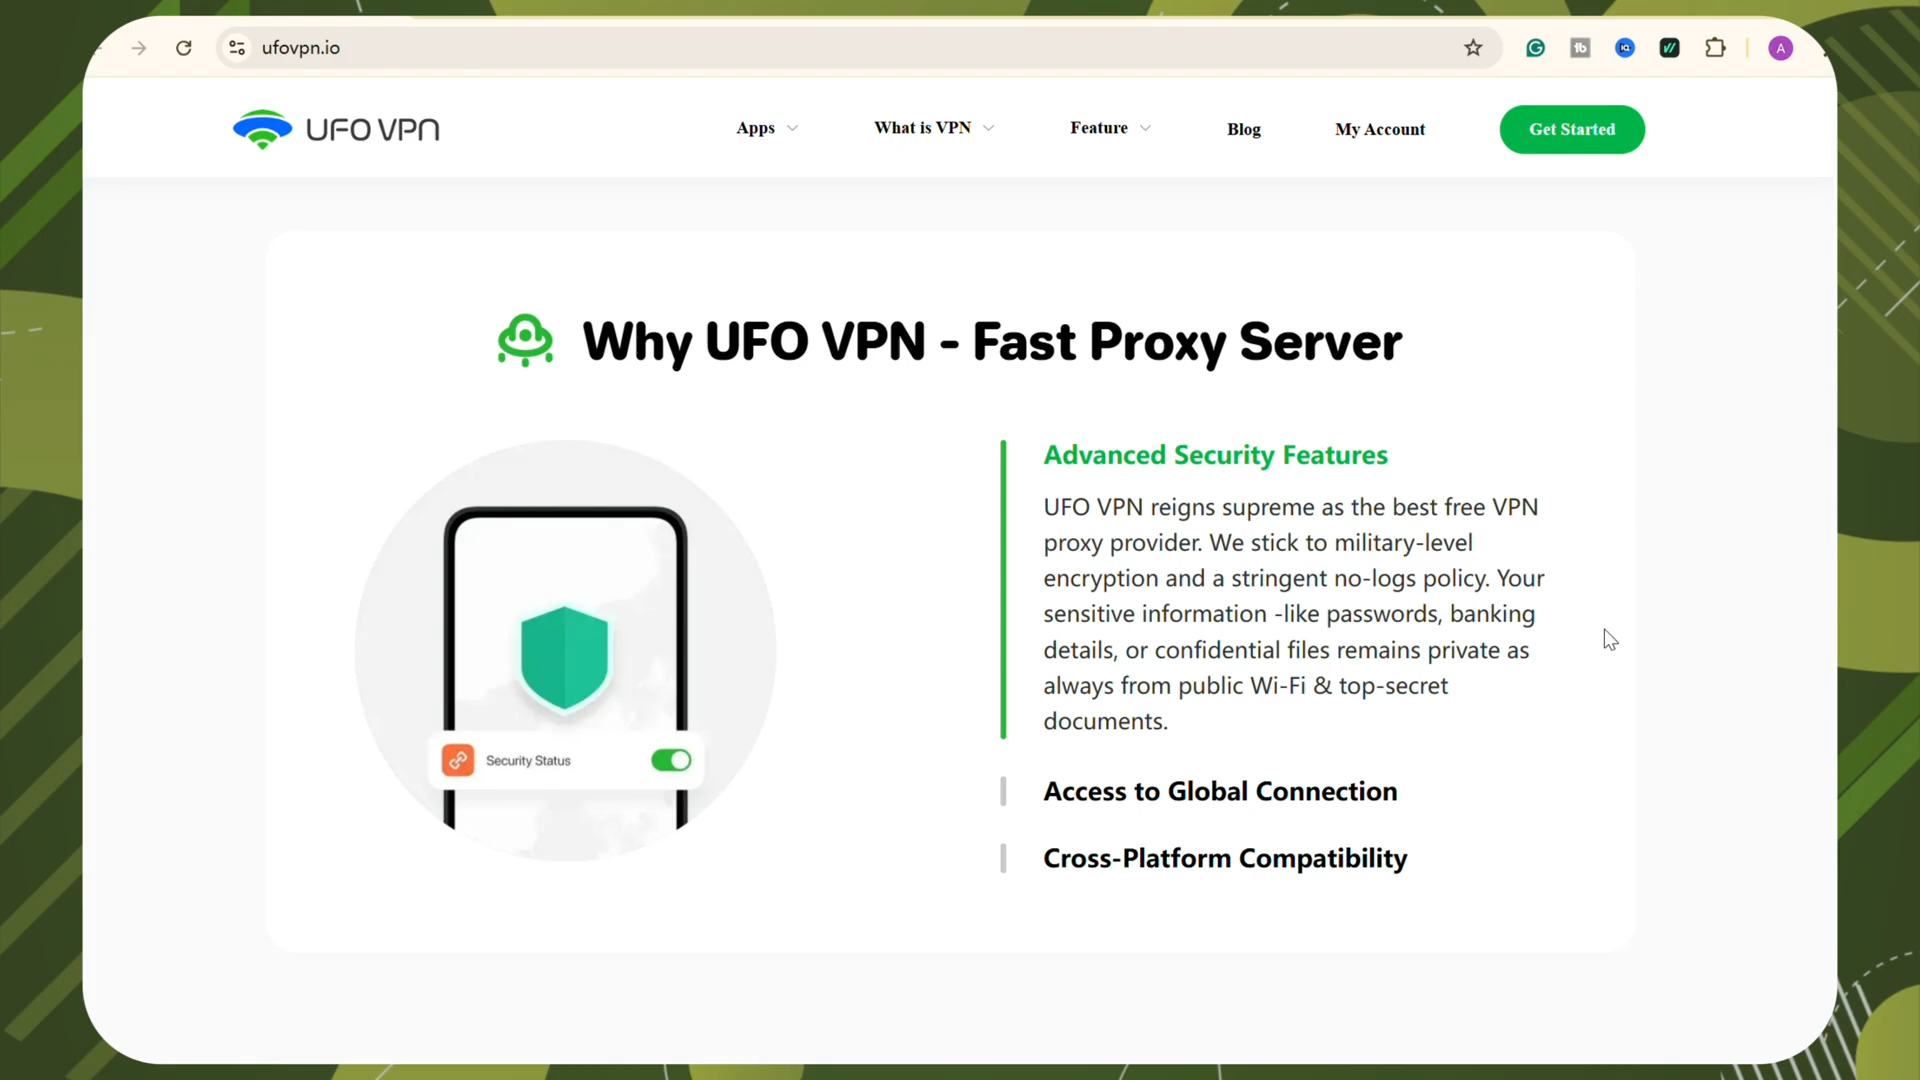 ufovpn.io
A
UFO VPN
Apps
What is VPN
Feature
Blog
My Account
Get Started
Why UFO VPN - Fast Proxy Server
Advanced Security Features
UFO VPN reigns supreme as the best free VPN
proxy provider. We stick to military-level
encryption and a stringent no-logs policy. Your
sensitive information -like passwords, banking
details, or confidential files remains private as
always from public Wi-Fi & top-secret
documents.
Security Status
Access to Global Connection
Cross-Platform Compatibility